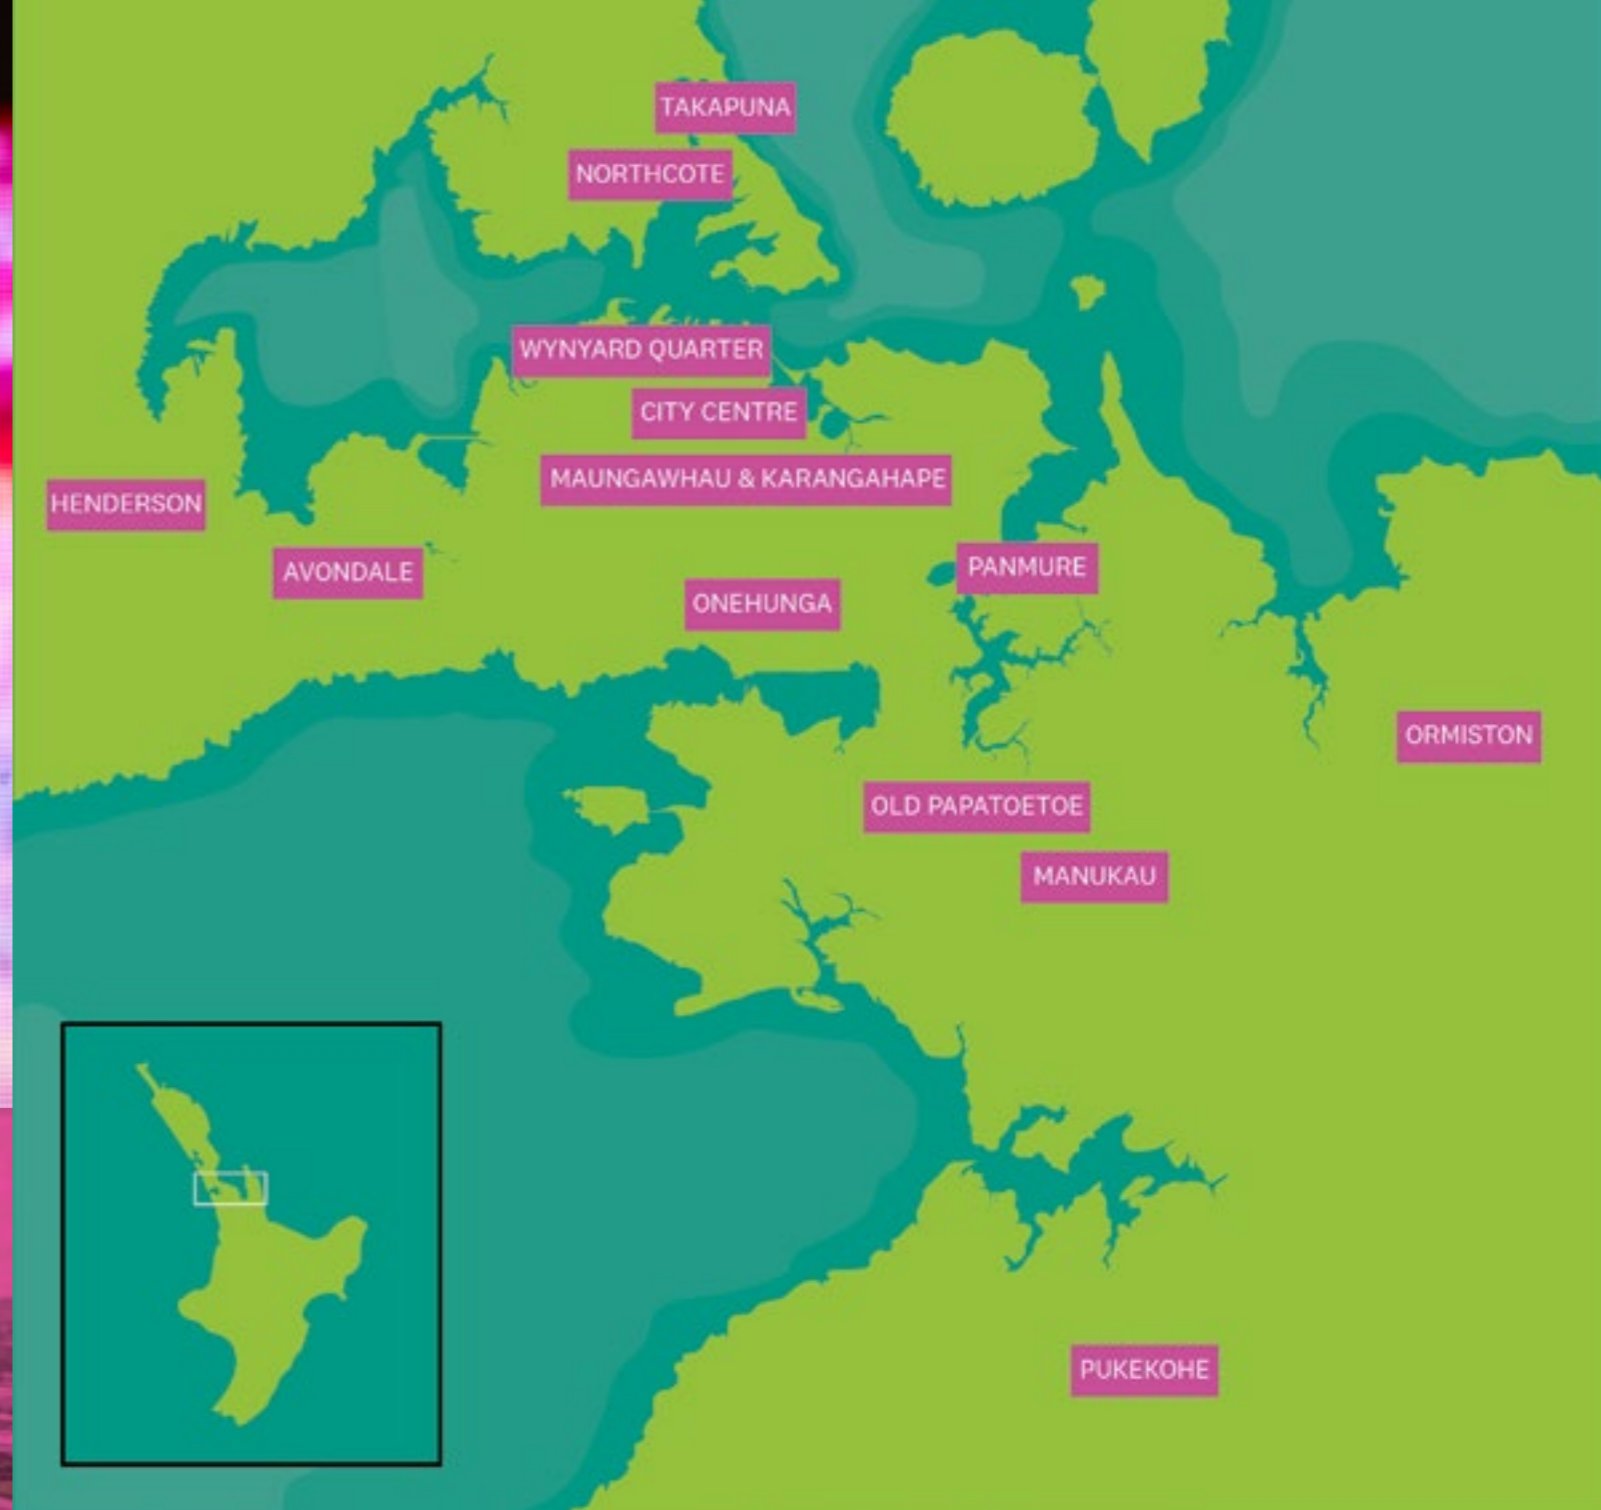 TAKAPUNA
NORTHCOTE
WYNYARD QUARTER
CITY CENTRE
MAUNGAWHAU & KARANGAHAPE
HENDERSON
AVONDALE
PANMURE
ONEHUNGA
ORMISTON
OLD PAPATOETOE
MANUKAU
PUKEKOHE